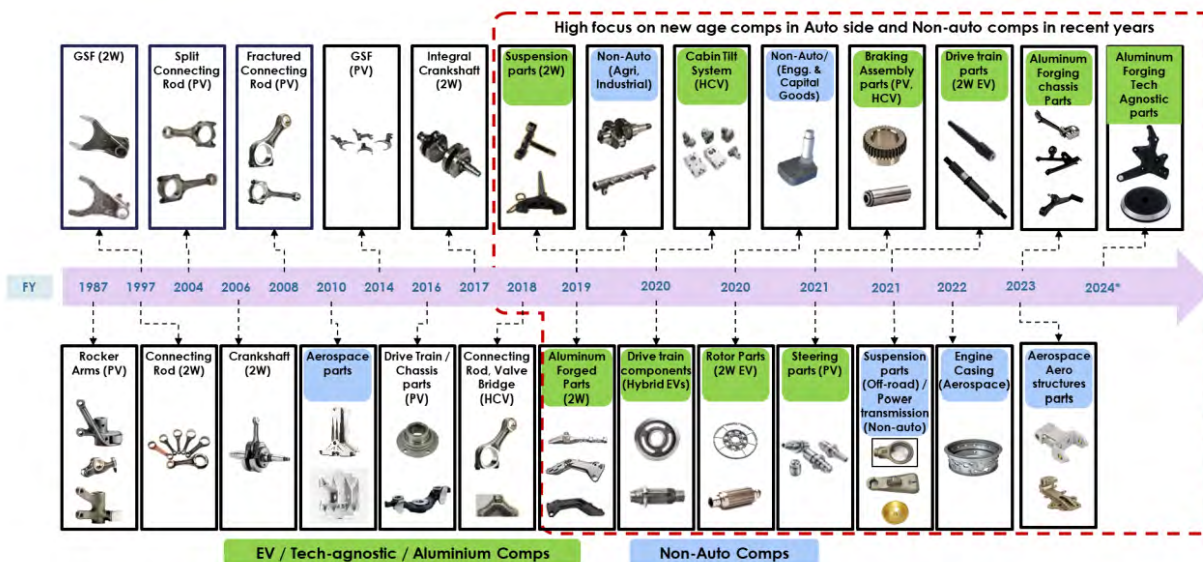 High focus on new age comps in Auto side and Non-auto comps in recent years
GSF (2W)
Split
Connecting
Rod (PV)
Fractured
Connecting
Rod (PV)
GSF
(PV)
Integral
Crankshaft
(2W)
Suspension
parts (2W)
Non-Auto
(Agri,
Industrial)
Cabin Tilt
System
(HCV)
Non-Auto/
(Engg. &
Capital
Goods)
Braking
Assembly
parts (PV,
HCV)
Drive train
parts
(2W EV)
Aluminum
Forging
chassis
Parts
Aluminum
Forging
Tech
Agnostic
parts
FY
1987
1997
2004
2006
2008
2010
2014
2016
2017
2018
2019
2020
2020
2021
2021
2022
2023
2024*
Rocker
Arms (PV)
Connecting
Rod (2W)
Crankshaft
(2W)
Aerospace
parts
Drive Train /
Chassis
parts
(PV)
Connecting
Rod, Valve
Bridge
(HCV)
Aluminum
Forged
Parts
(2W)
Drive train
components
(Hybrid EVs)
Rotor Parts
(2W EV)
Steering
parts (PV)
Suspension
parts
(Off-road) /
Power
transmission
(Non-auto)
Engine
Casing
(Aerospace)
Aerospace
Aero
structures
parts
EV / Tech-agnostic / Aluminium Comps
Non-Auto Comps